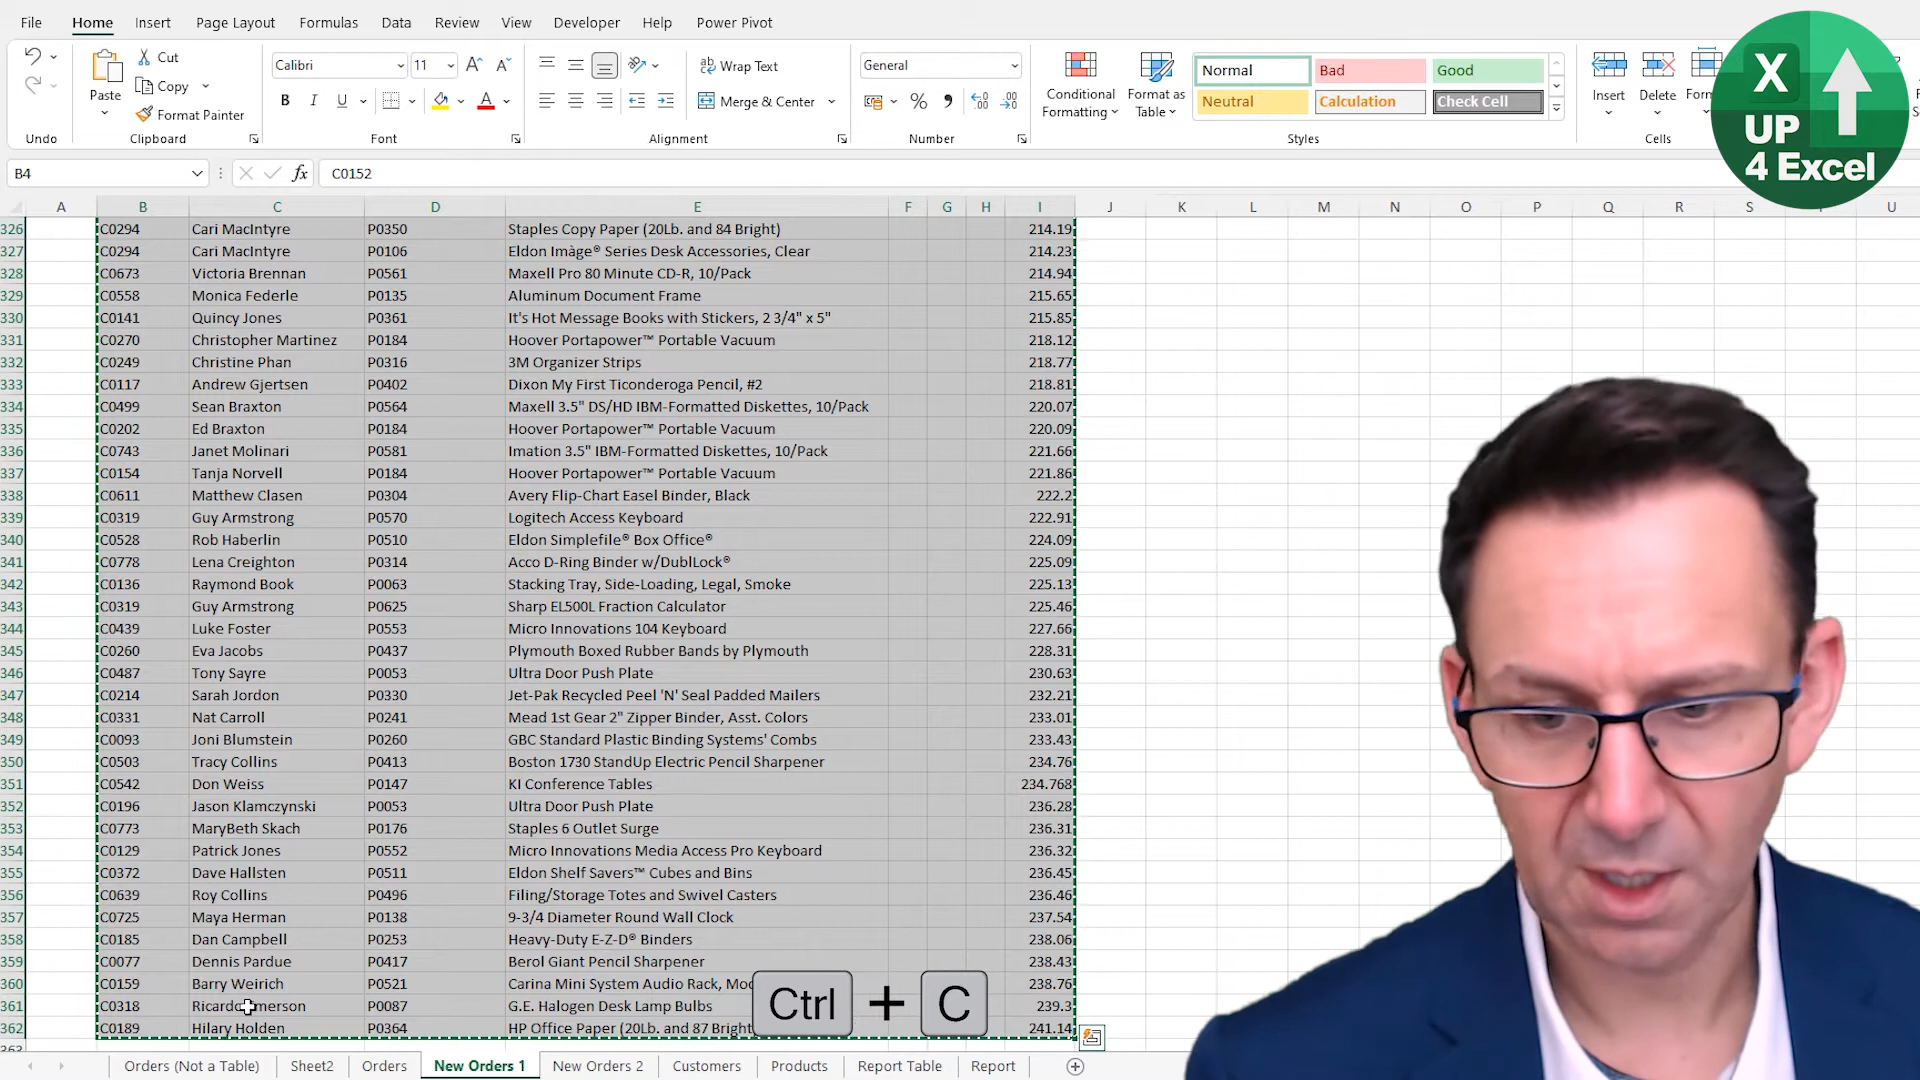 File Home Insert Page Layout Formulas Data Review View Developer Help Power Pivot
Cut
Copy
Format Painter
Paste
Calibri 11
B I U A
Wrap Text
Merge & Center
General
Conditional Formatting
Format as Table
Normal Bad Good
Neutral Calculation Check Cell
Insert Delete
Undo Clipboard Font Alignment Number Styles Cells
X
UP
4 Excel
B4 fx C0152
A B C D E F G H I J K L M N O P Q R S T U
326 C0294 Cari MacIntyre P0350 Staples Copy Paper (20Lb. and 84 Bright) 214.19
327 C0294 Cari MacIntyre P0106 Eldon Imàge® Series Desk Accessories, Clear 214.23
328 C0673 Victoria Brennan P0561 Maxell Pro 80 Minute CD-R, 10/Pack 214.94
329 C0558 Monica Federle P0135 Aluminum Document Frame 215.65
330 C0141 Quincy Jones P0361 It's Hot Message Books with Stickers, 2 3/4" x 5" 215.85
331 C0270 Christopher Martinez P0184 Hoover Portapower™ Portable Vacuum 218.12
332 C0249 Christine Phan P0316 3M Organizer Strips 218.77
333 C0117 Andrew Gjertsen P0402 Dixon My First Ticonderoga Pencil, #2 218.81
334 C0499 Sean Braxton P0564 Maxell 3.5" DS/HD IBM-Formatted Diskettes, 10/Pack 220.07
335 C0202 Ed Braxton P0184 Hoover Portapower™ Portable Vacuum 220.09
336 C0743 Janet Molinari P0581 Imation 3.5" IBM-Formatted Diskettes, 10/Pack 221.66
337 C0154 Tanja Norvell P0184 Hoover Portapower™ Portable Vacuum 221.86
338 C0611 Matthew Clasen P0304 Avery Flip-Chart Easel Binder, Black 222.2
339 C0319 Guy Armstrong P0570 Logitech Access Keyboard 222.91
340 C0528 Rob Haberlin P0510 Eldon Simplefile® Box Office® 224.09
341 C0778 Lena Creighton P0314 Acco D-Ring Binder w/DublLock® 225.09
342 C0136 Raymond Book P0063 Stacking Tray, Side-Loading, Legal, Smoke 225.13
343 C0319 Guy Armstrong P0625 Sharp EL500L Fraction Calculator 225.46
344 C0439 Luke Foster P0553 Micro Innovations 104 Keyboard 227.66
345 C0260 Eva Jacobs P0437 Plymouth Boxed Rubber Bands by Plymouth 228.31
346 C0487 Tony Sayre P0053 Ultra Door Push Plate 230.63
347 C0214 Sarah Jordon P0330 Jet-Pak Recycled Peel 'N' Seal Padded Mailers 232.21
348 C0331 Nat Carroll P0241 Mead 1st Gear 2" Zipper Binder, Asst. Colors 233.01
349 C0093 Joni Blumstein P0260 GBC Standard Plastic Binding Systems' Combs 233.43
350 C0503 Tracy Collins P0413 Boston 1730 StandUp Electric Pencil Sharpener 234.76
351 C0542 Don Weiss P0147 KI Conference Tables 234.768
352 C0196 Jason Klamczynski P0053 Ultra Door Push Plate 236.28
353 C0773 MaryBeth Skach P0176 Staples 6 Outlet Surge 236.31
354 C0129 Patrick Jones P0552 Micro Innovations Media Access Pro Keyboard 236.32
355 C0372 Dave Hallsten P0511 Eldon Shelf Savers™ Cubes and Bins 236.45
356 C0639 Roy Collins P0496 Filing/Storage Totes and Swivel Casters 236.46
357 C0725 Maya Herman P0138 9-3/4 Diameter Round Wall Clock 237.54
358 C0185 Dan Campbell P0253 Heavy-Duty E-Z-D® Binders 238.06
359 C0077 Dennis Pardue P0417 Berol Giant Pencil Sharpener 238.43
360 C0159 Barry Weirich P0521 Carina Mini System Audio Rack, 238.76
361 C0318 P0087 G.E. Halogen Desk Lamp Bulbs 239.3
362 C0189 Hilary Holden P0364 HP Office Paper (20Lb. and 87 Bright 241.14
Ctrl + C
Orders (Not a Table) Sheet2 Orders New Orders 1 New Orders 2 Customers Products Report Table Report